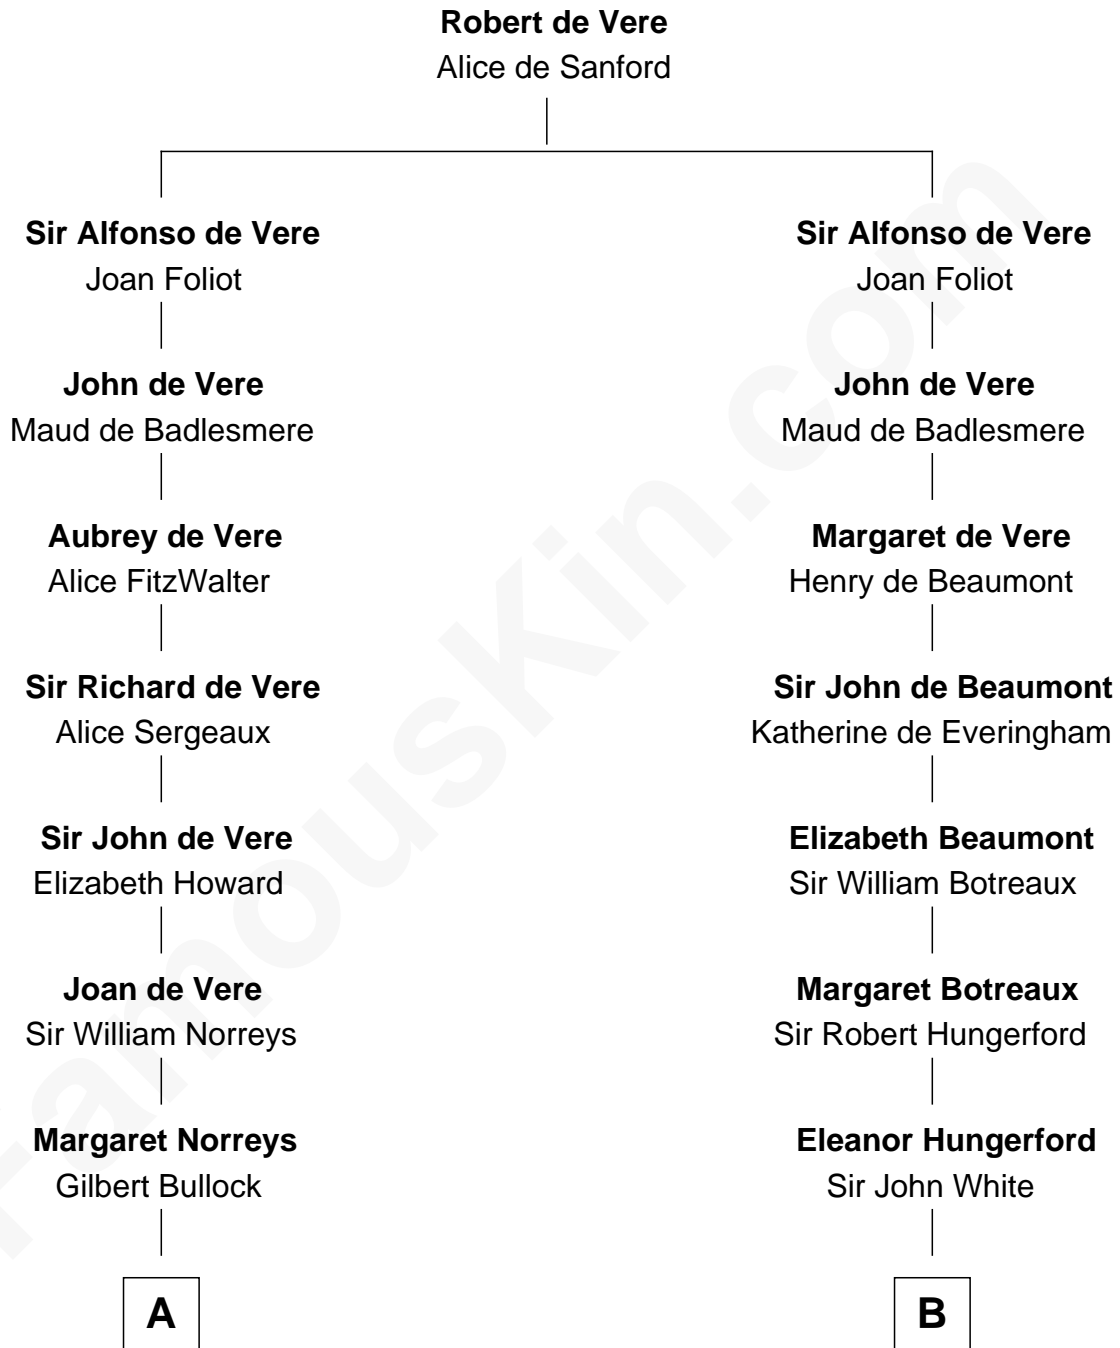 Robert de Vere
Alice de Sanford
Sir Alfonso de Vere
Joan Foliot
Sir Alfonso de Vere
Joan Foliot
John de Vere
Maud de Badlesmere
John de Vere
Maud de Badlesmere
Aubrey de Vere
Alice FitzWalter
Margaret de Vere
Henry de Beaumont
Sir Richard de Vere
Alice Sergeaux
Sir John de Beaumont
Katherine de Everingham
Sir John de Vere
Elizabeth Howard
Elizabeth Beaumont
Sir William Botreaux
Joan de Vere
Sir William Norreys
Margaret Botreaux
Sir Robert Hungerford
Margaret Norreys
Gilbert Bullock
Eleanor Hungerford
Sir John White
A
B
FamousKin.com